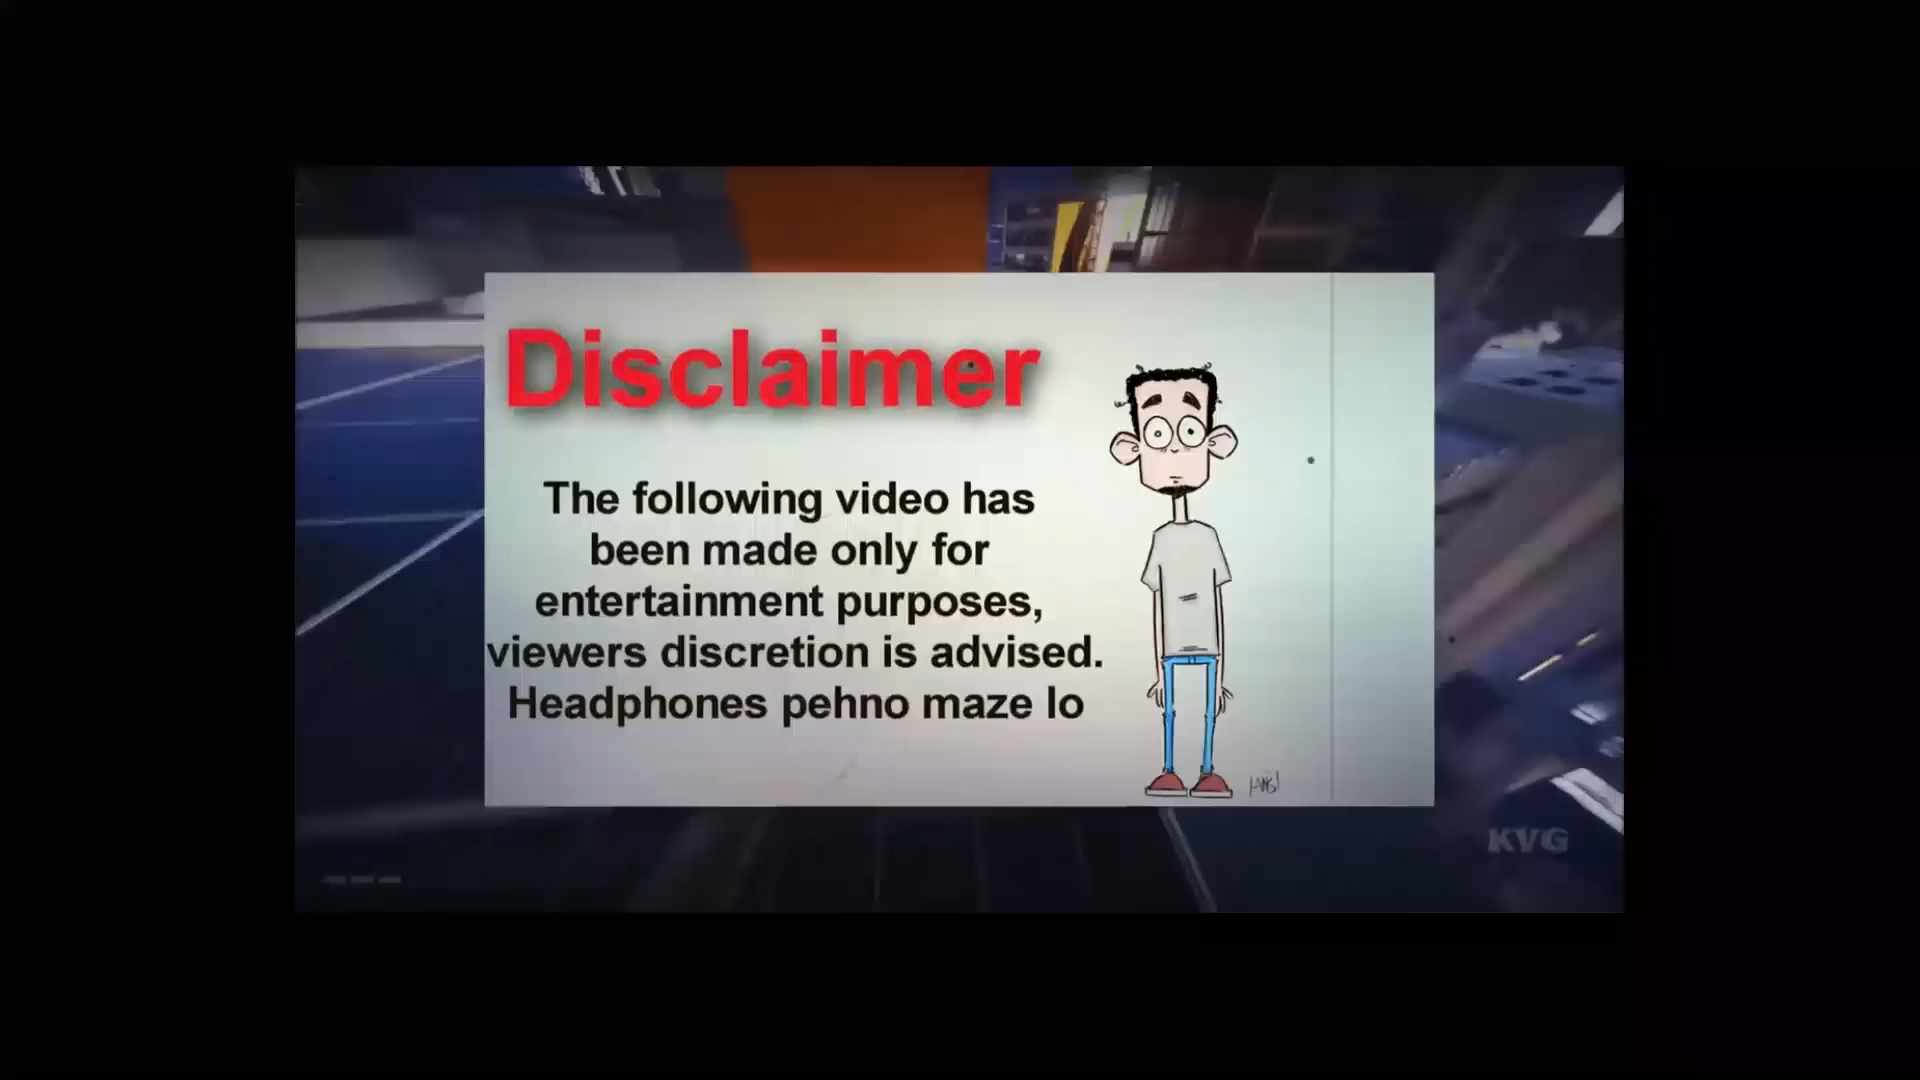 Disclaimer
The following video has
been made only for
entertainment purposes,
viewers discretion is advised.
Headphones pehno maze lo
KVG